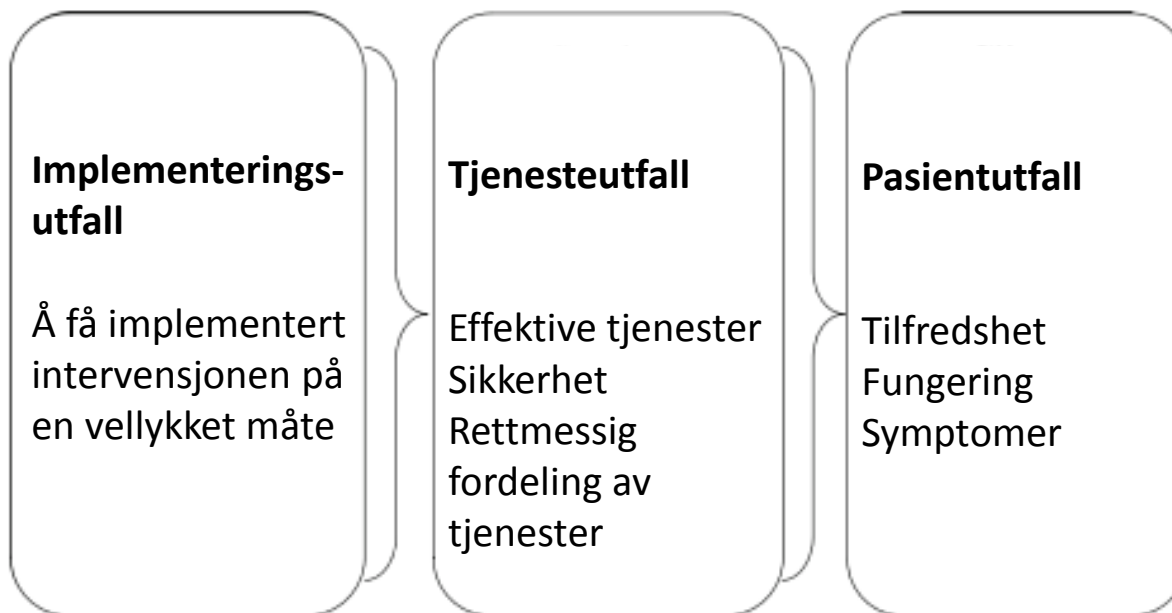 Implementerings-
utfall
Å få implementert
intervensjonen på
en vellykket måte
Tjenesteutfall
Effektive tjenester
Sikkerhet
Rettmessig
fordeling av
tjenester
Pasientutfall
Tilfredshet
Fungering
Symptomer